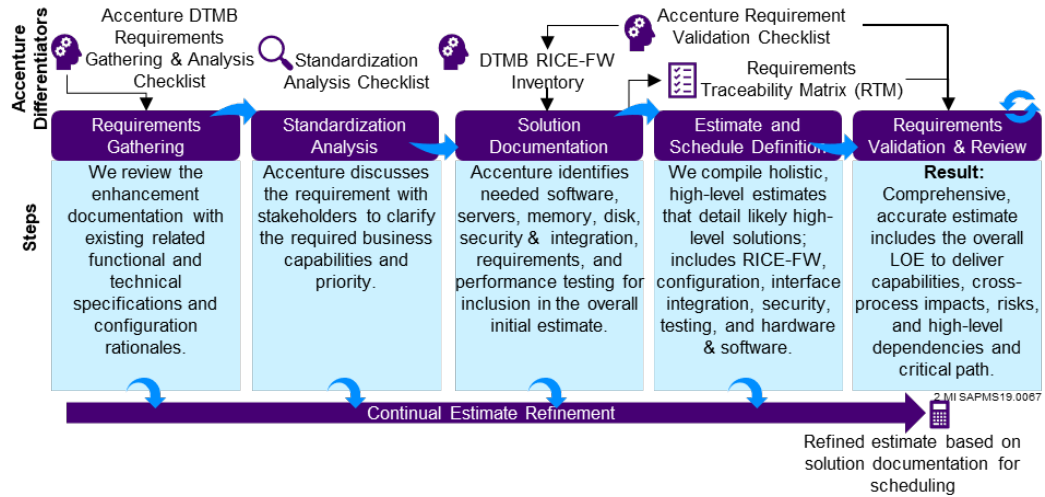 Accenture
Differentiators
Accenture DTMB
Requirements
Gathering & Analysis
Checklist
Standardization
Analysis Checklist
DTMB RICE-FW
Inventory
Accenture Requirement
Validation Checklist
Requirements
Traceability Matrix (RTM)
Steps
Requirements
Gathering
We review the
enhancement
documentation with
existing related
functional and
technical
specifications and
configuration
rationales.
Standardization
Analysis
Accenture discusses
the requirement with
stakeholders to clarify
the required business
capabilities and
priority.
Solution
Documentation
Accenture identifies
needed software,
servers, memory, disk,
security & integration,
requirements, and
performance testing for
inclusion in the overall
initial estimate.
Estimate and
Schedule Definition
We compile holistic,
high-level estimates
that detail likely high-
level solutions;
includes RICE-FW,
configuration, interface
integration, security,
testing, and hardware
& software.
Requirements
Validation & Review
Result:
Comprehensive,
accurate estimate
includes the overall
LOE to deliver
capabilities, cross-
process impacts, risks,
and high-level
dependencies and
critical path.
2 MI SAPMS19.0067
Continual Estimate Refinement
Refined estimate based on
solution documentation for
scheduling